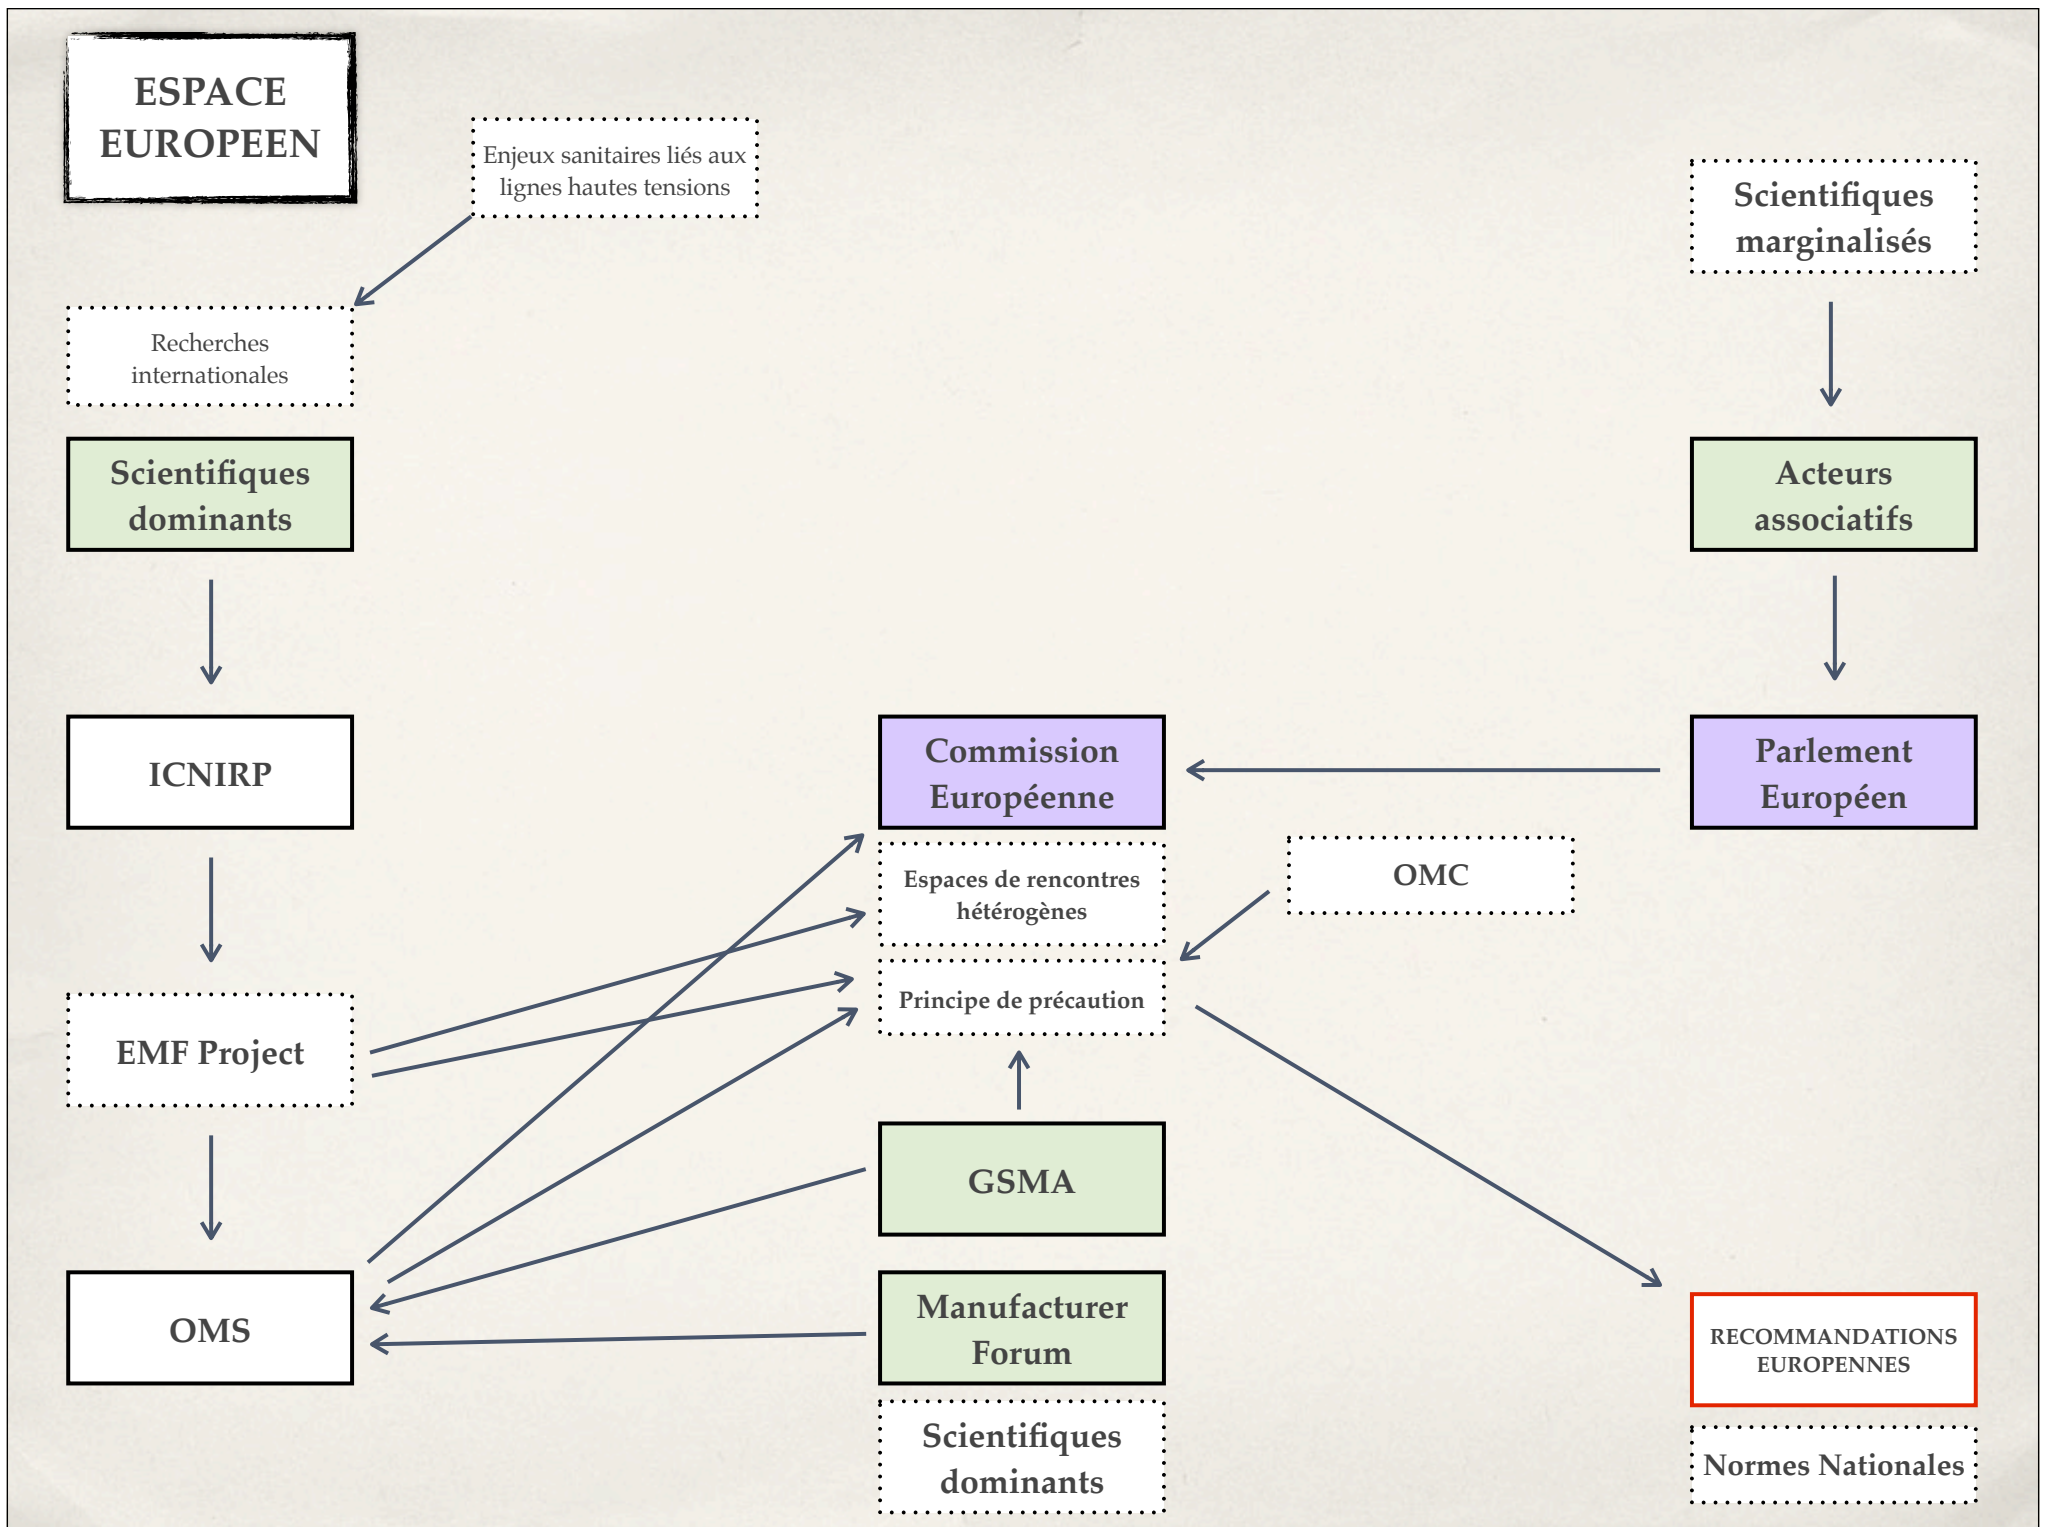 ESPACE
EUROPEEN
Enjeux sanitaires liés aux
lignes hautes tensions
Scientifiques
marginalisés
Recherches
internationales
Scientifiques
dominants
Acteurs
associatifs
ICNIRP
Commission
Européenne
Parlement
Européen
Espaces de rencontres
hétérogènes
OMC
Principe de précaution
EMF Project
GSMA
OMS
Manufacturer
Forum
RECOMMANDATIONS
EUROPENNES
Scientifiques
dominants
Normes Nationales